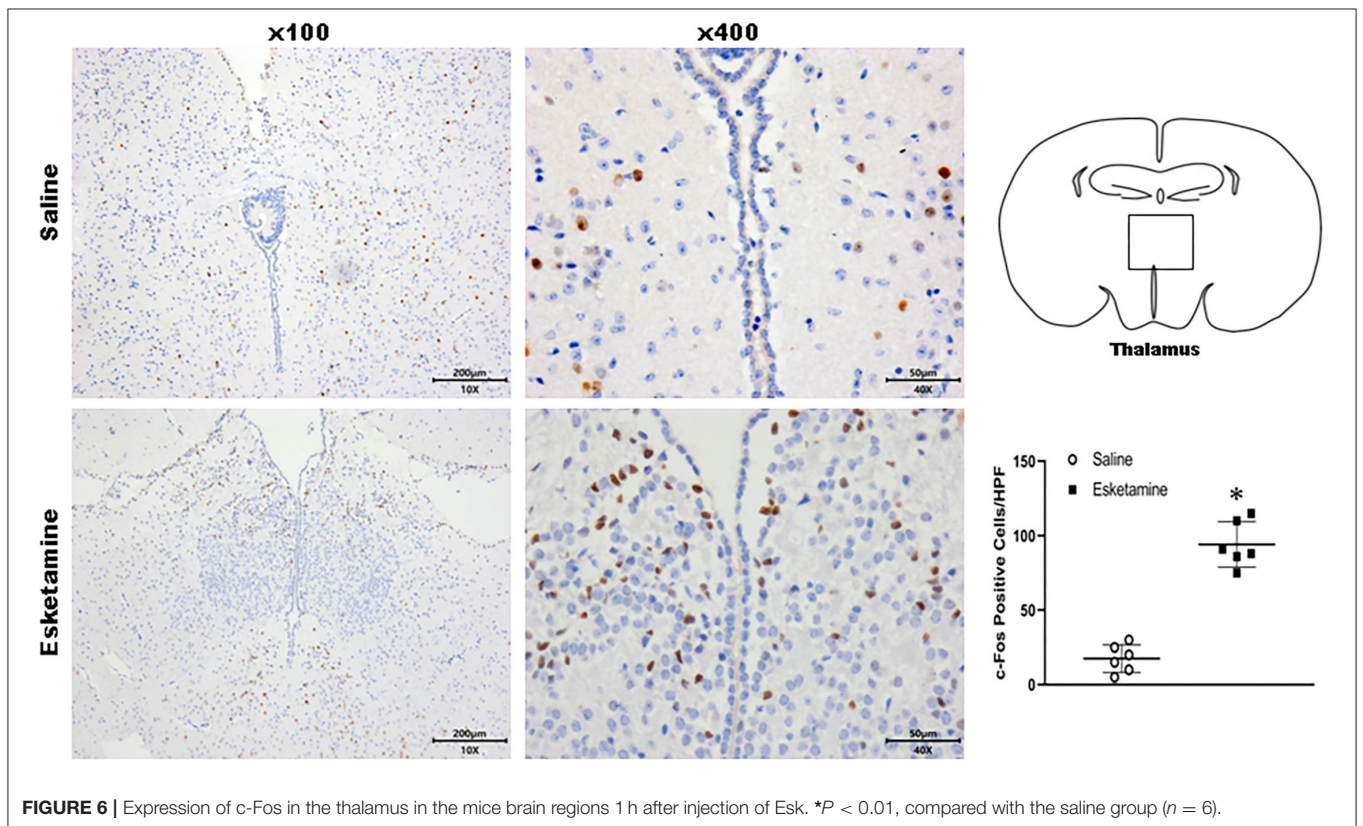 x100
x400
Saline
200µm
10X
50µm
40X
Thalamus
Esketamine
200µm
10X
50µm
40X
Saline
Esketamine
c-Fos Positive Cells/HPF
150
100
50
0
*
FIGURE 6 | Expression of c-Fos in the thalamus in the mice brain regions 1 h after injection of Esk. *P < 0.01, compared with the saline group (n = 6).